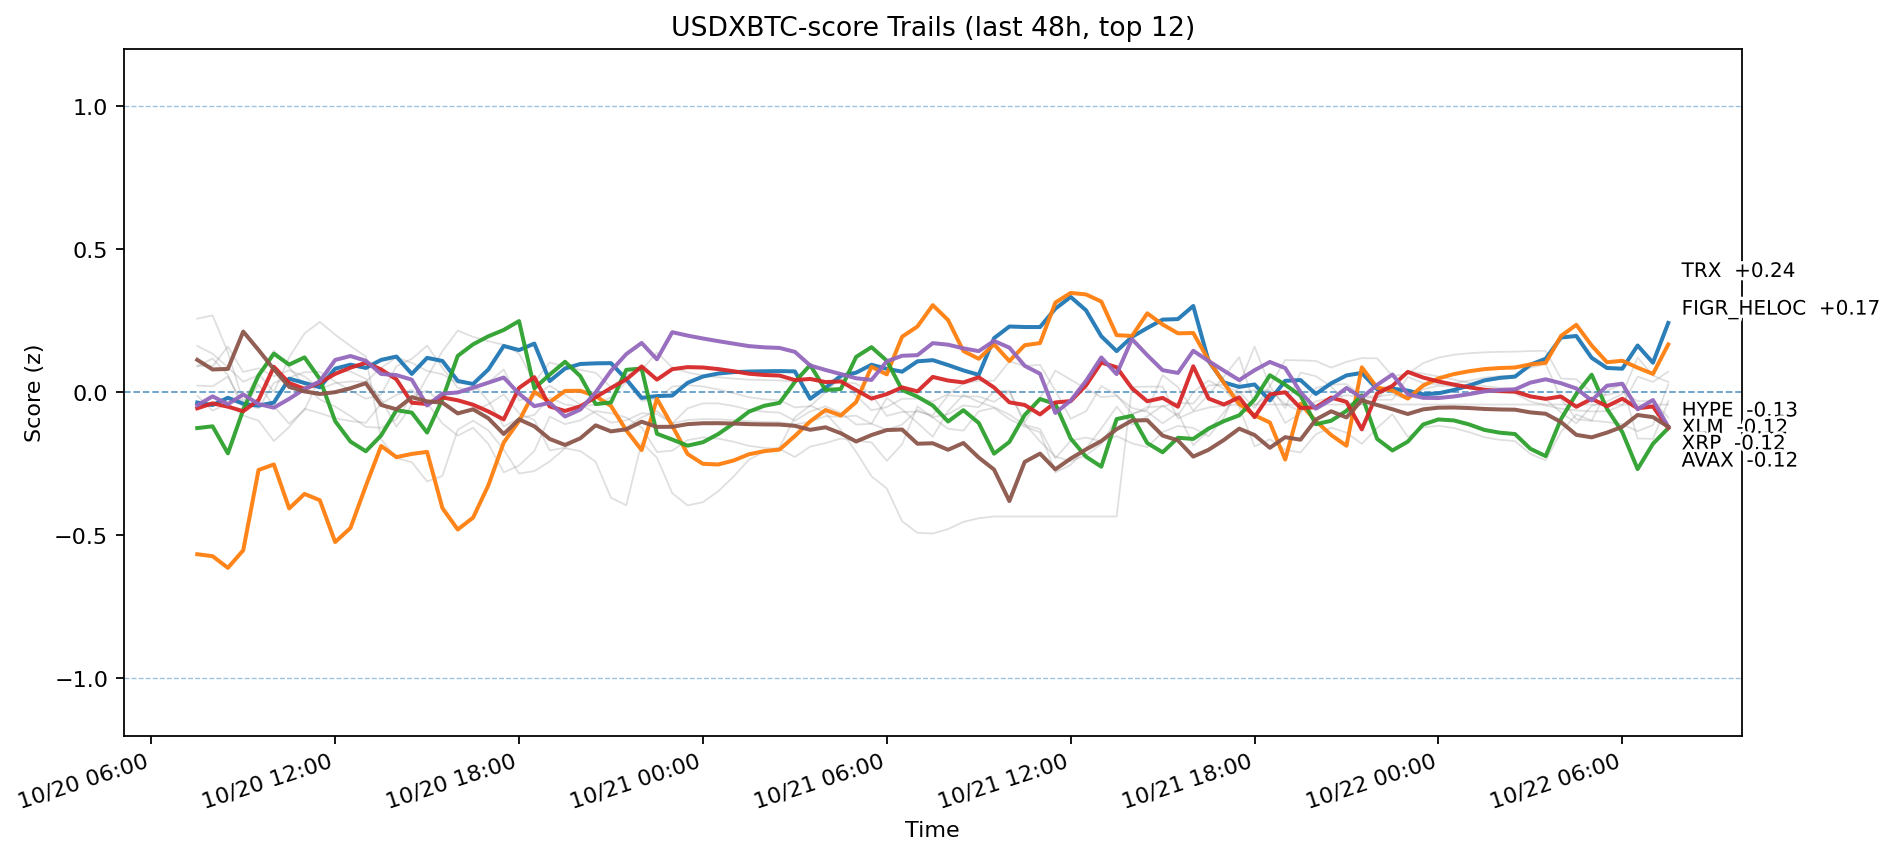 USDXBTC-score Trails (last 48h, top 12)
Score (z)
1.0
0.5
0.0
−0.5
−1.0
TRX +0.24
FIGR_HELOC +0.17
HYPE -0.13
XLM -0.12
XRP -0.12
AVAX -0.12
10/20 06:00
10/20 12:00
10/20 18:00
10/21 00:00
10/21 06:00
10/21 12:00
10/21 18:00
10/22 00:00
10/22 06:00
Time